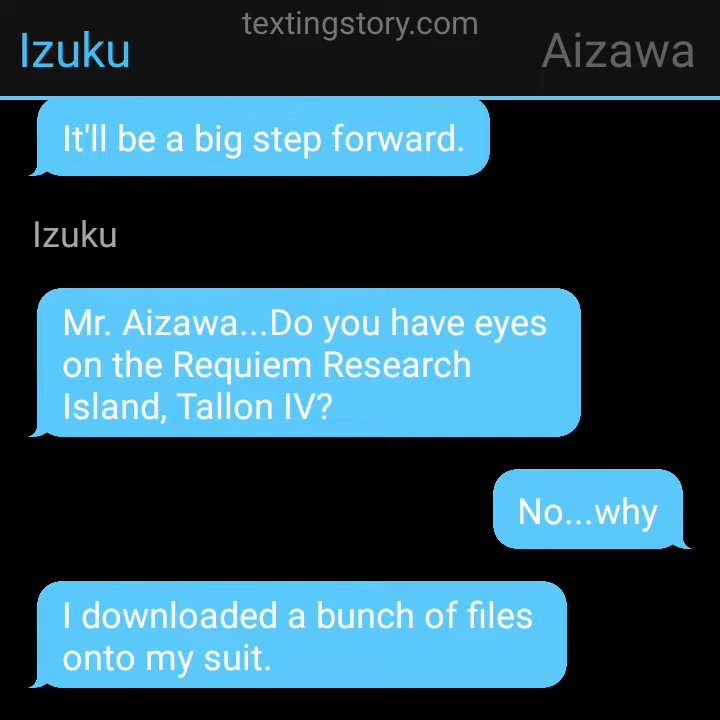 textingstory.com
Izuku
Aizawa
It'll be a big step forward.
Izuku
Mr. Aizawa...Do you have eyes
on the Requiem Research
Island, Tallon IV?
No...why
I downloaded a bunch of files
onto my suit.